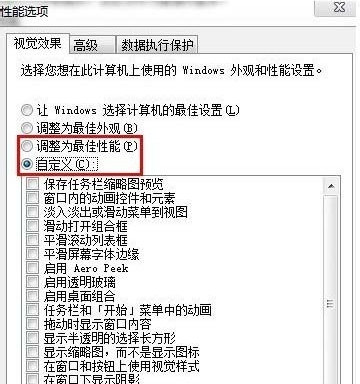 性能选项
视觉效果 高级 数据执行保护
选择您想在此计算机上使用的 Windows 外观和性能设置。
让 Windows 选择计算机的最佳设置(L)
调整为最佳外观(B)
调整为最佳性能(P)
自定义(C):
保存任务栏缩略图预览
窗口内的动画控件和元素
淡入淡出或滑动菜单到视图
滑动打开组合框
平滑滚动列表框
平滑屏幕字体边缘
启用 Aero Peek
启用透明玻璃
启用桌面组合
任务栏和「开始」菜单中的动画
拖动时显示窗口内容
显示半透明的选择长方形
显示缩略图，而不是显示图标
在窗口和按钮上使用视觉样式
在窗口下显示阴影